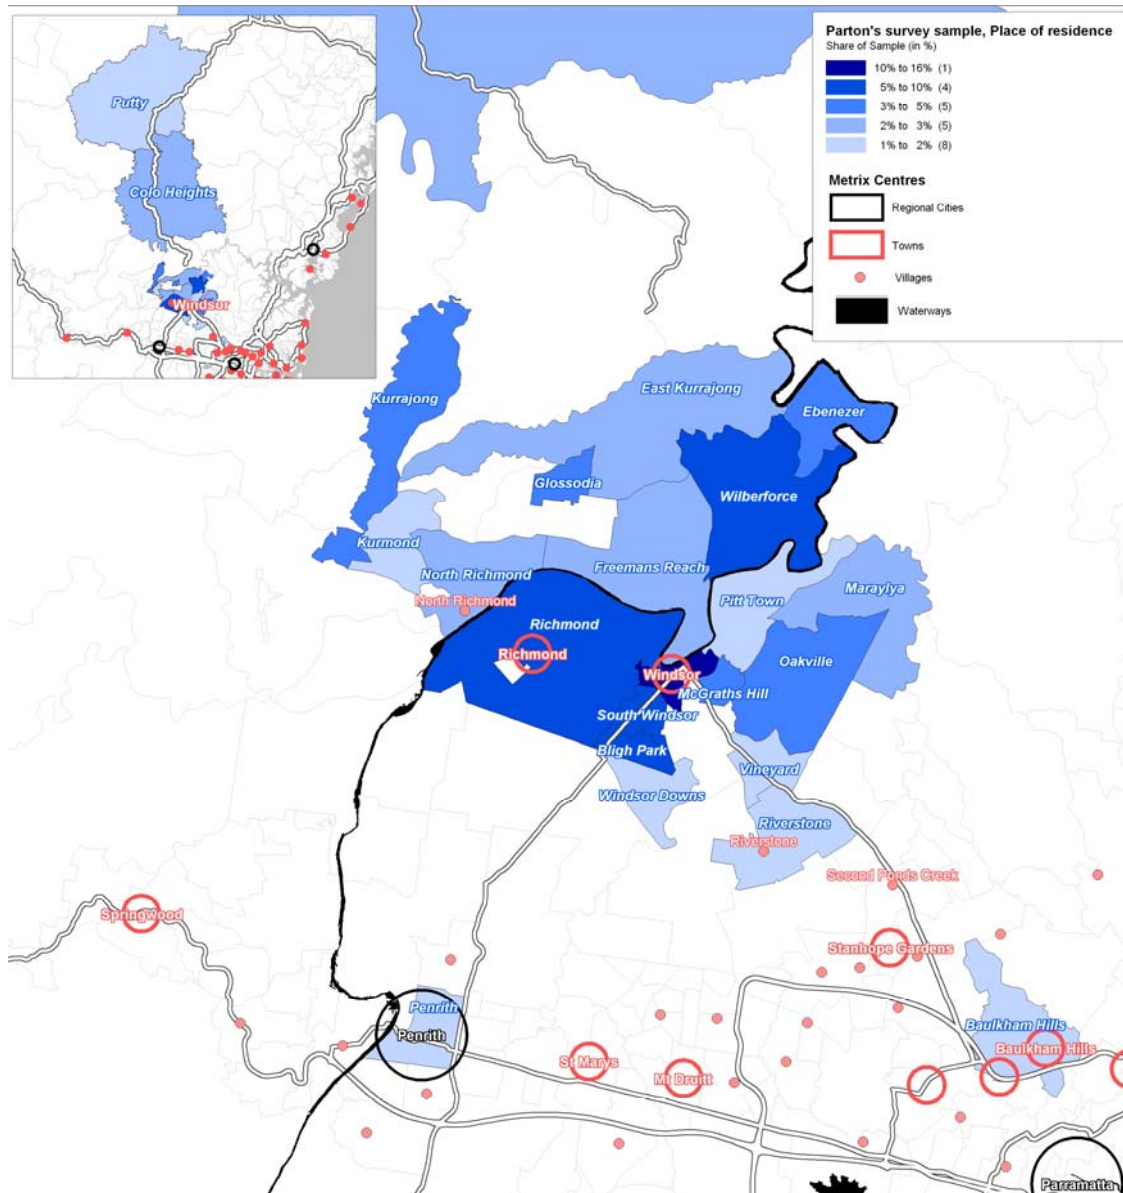 Parton's survey sample, Place of residence
Share of Sample (in %)
10% to 16% (1)
5% to 10% (4)
3% to 5% (5)
2% to 3% (5)
1% to 2% (8)
Metrix Centres
Regional Cities
Towns
Villages
Waterways
Putty
Colo Heights
Windsor
Kurrajong
East Kurrajong
Ebenezer
Glossodia
Wilberforce
Kurmond
North Richmond
Freemans Reach
Maraylya
North Richmond
Pitt Town
Richmond
Richmond
Oakville
Windsor
McGraths Hill
South Windsor
Bligh Park
Vineyard
Windsor Downs
Riverstone
Riverstone
Second Ponds Creek
Springwood
Stanhope Gardens
Penrith
Penrith
Baulkham Hills
Baulkham Hills
St Marys
Mt Druitt
Parramatta